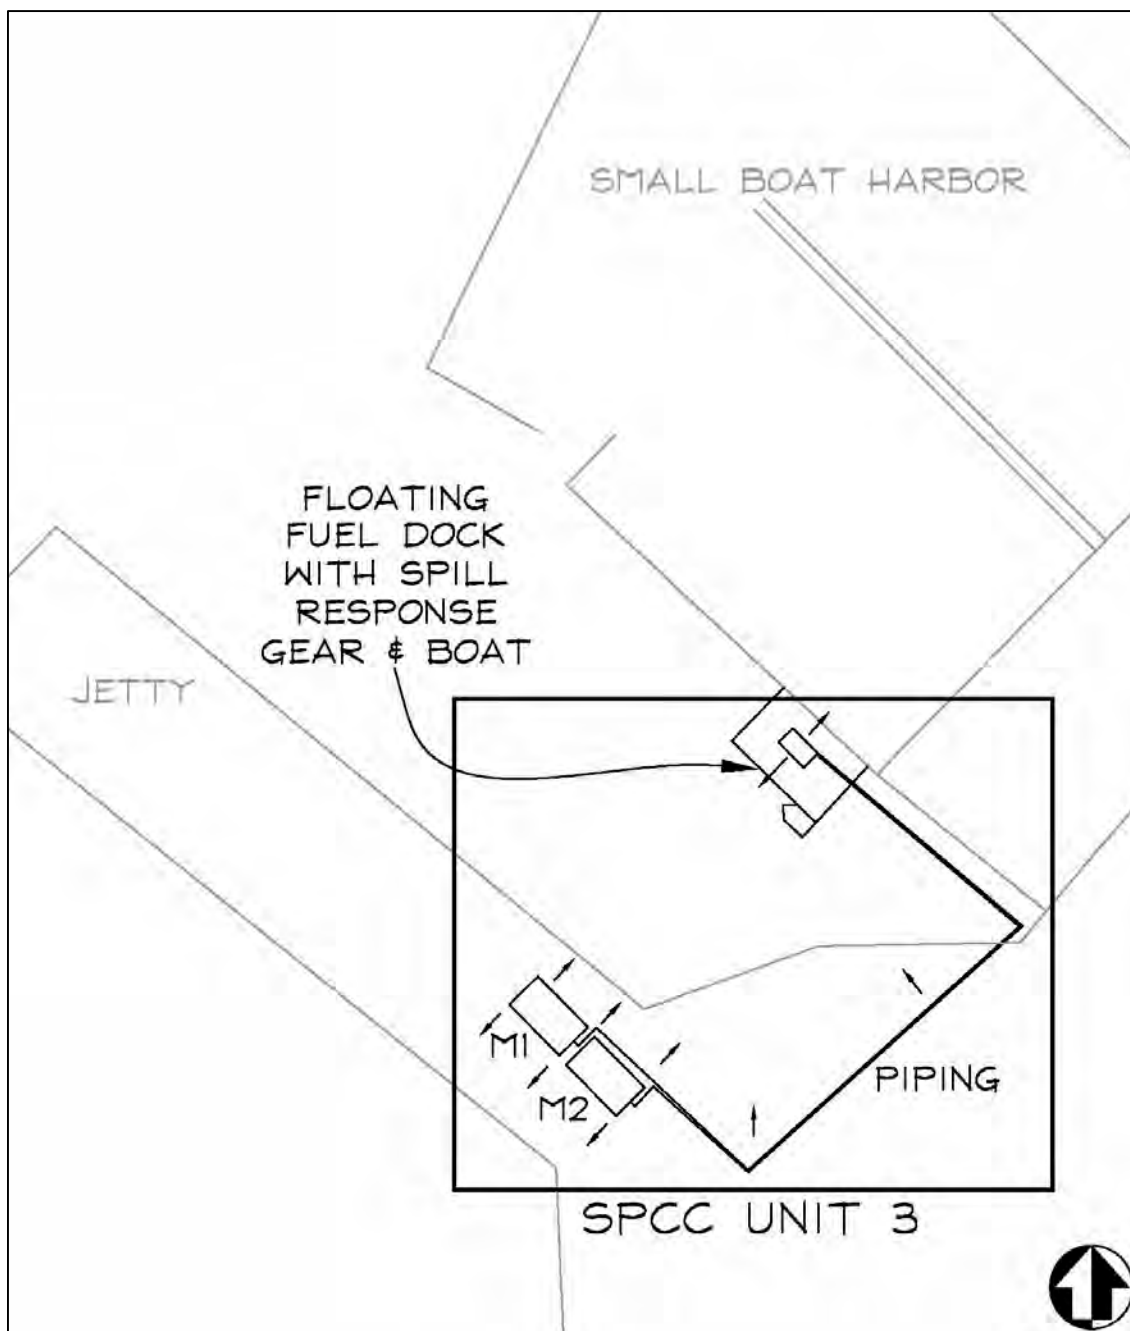 SMALL BOAT HARBOR
FLOATING
FUEL DOCK
WITH SPILL
RESPONSE
GEAR & BOAT
JETTY
M1
M2
PIPING
SPCC UNIT 3